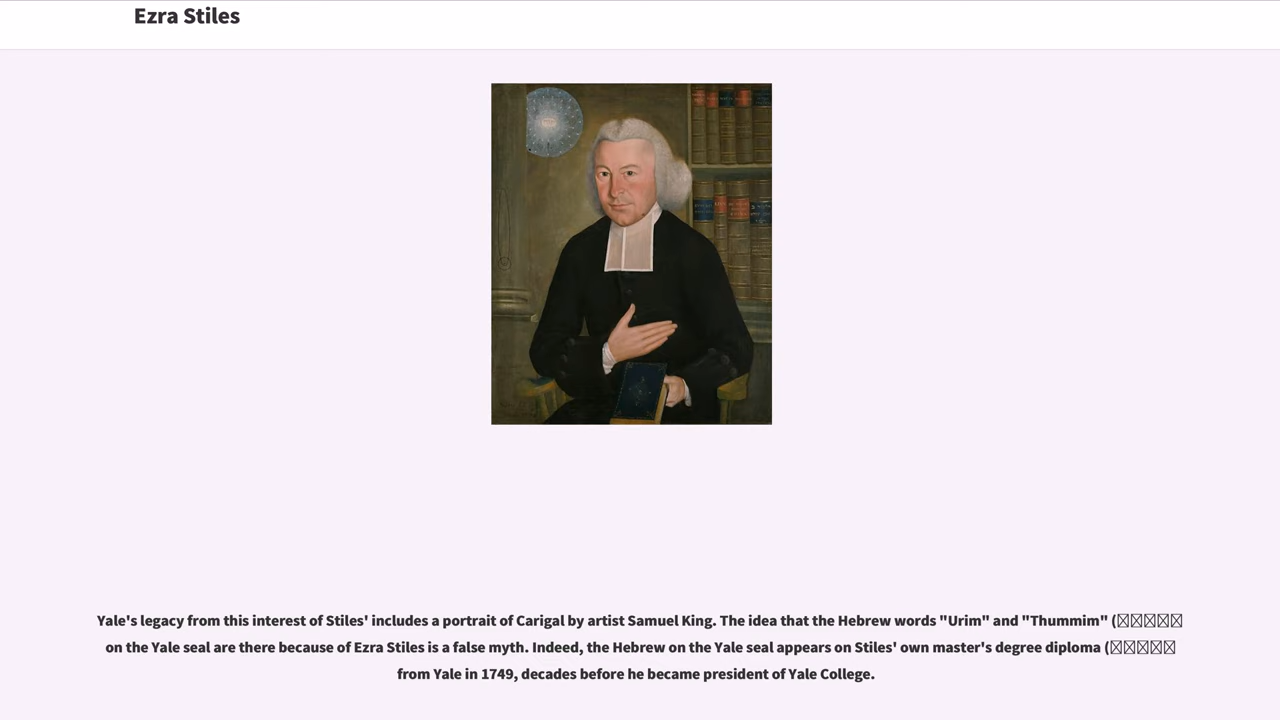 Ezra Stiles
Yale's legacy from this interest of Stiles' includes a portrait of Carigal by artist Samuel King. The idea that the Hebrew words "Urim" and "Thummim" (
on the Yale seal are there because of Ezra Stiles is a false myth. Indeed, the Hebrew on the Yale seal appears on Stiles' own master's degree diploma (
from Yale in 1749, decades before he became president of Yale College.